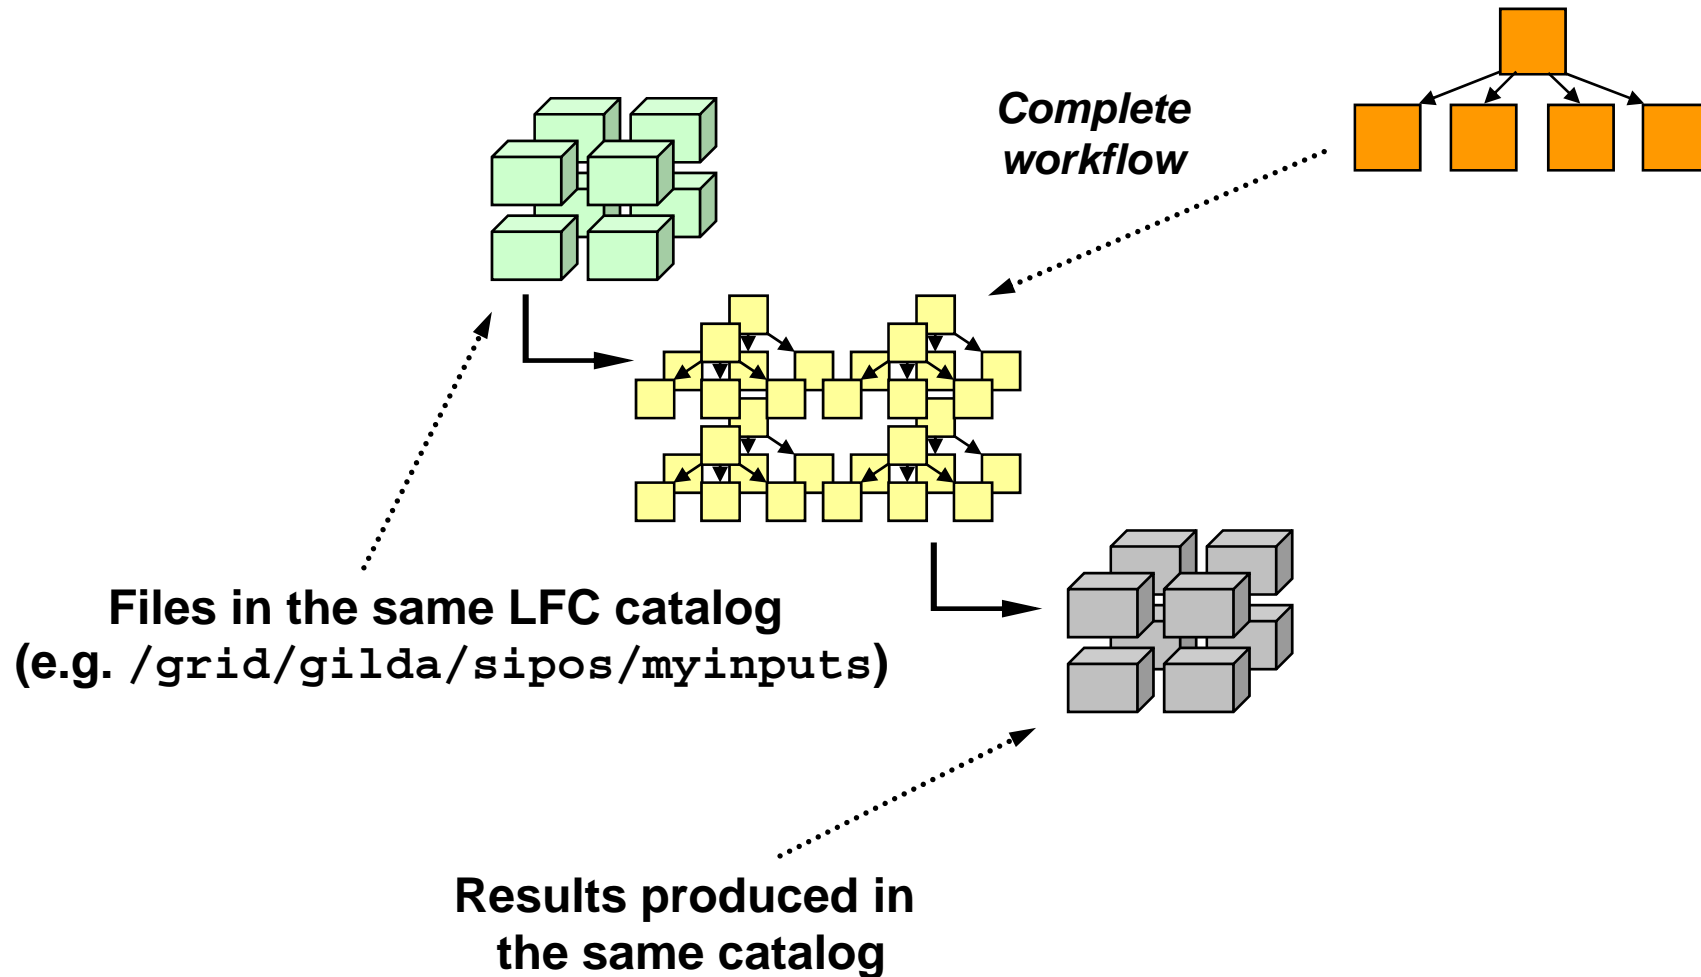 Complete
workflow
Files in the same LFC catalog
(e.g. /grid/gilda/sipos/myinputs)
Results produced in
the same catalog